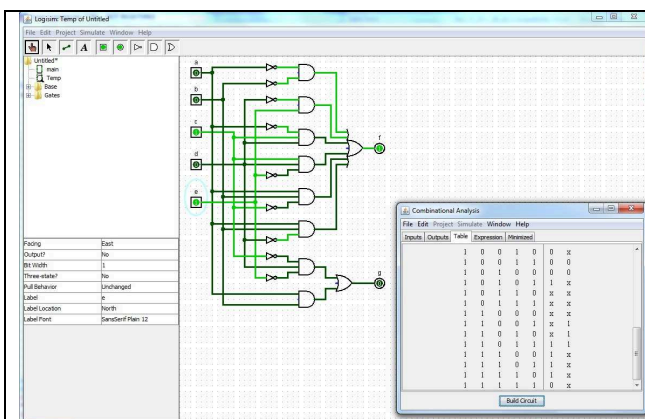 Logisim: Temp of Untitled
File Edit Project Simulate Window Help
A
Untitled*
main
Temp
Base
Gates
a
b
c
d
e
f
g
Facing East
Output? No
Bit Width 1
Three-state? No
Pull Behavior Unchanged
Label e
Label Location North
Label Font SansSerif Plain 12
Combinational Analysis
File Edit Project Simulate Window Help
Inputs Outputs Table Expression Minimized
1 0 0 1 0 0 x
1 0 0 1 1 0 0
1 0 1 0 0 0 0
1 0 1 0 1 1 x
1 0 1 1 0 x x
1 0 1 1 1 x x
1 1 0 0 1 x 1
1 1 0 1 0 x 1
1 1 0 1 1 1 1
1 1 1 0 0 1 x
1 1 1 0 1 1 x
1 1 1 1 0 1 x
1 1 1 1 1 0 x
Build Circuit